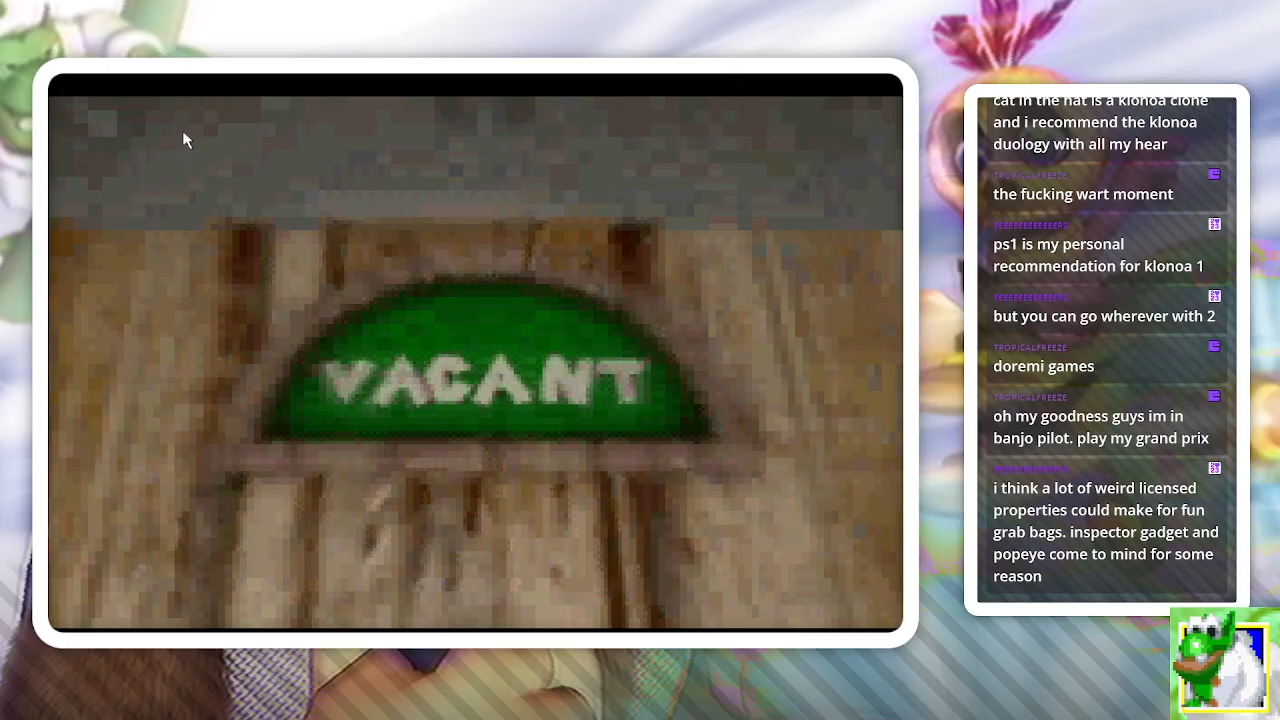 VACANT
cat in the hat is a klonoa clone
and i recommend the klonoa
duology with all my hear
TROPICALFREEZE
the fucking wart moment
ps1 is my personal
recommendation for klonoa 1
but you can go wherever with 2
TROPICALFREEZE
doremi games
TROPICALFREEZE
oh my goodness guys im in
banjo pilot. play my grand prix
i think a lot of weird licensed
properties could make for fun
grab bags. inspector gadget and
popeye come to mind for some
reason